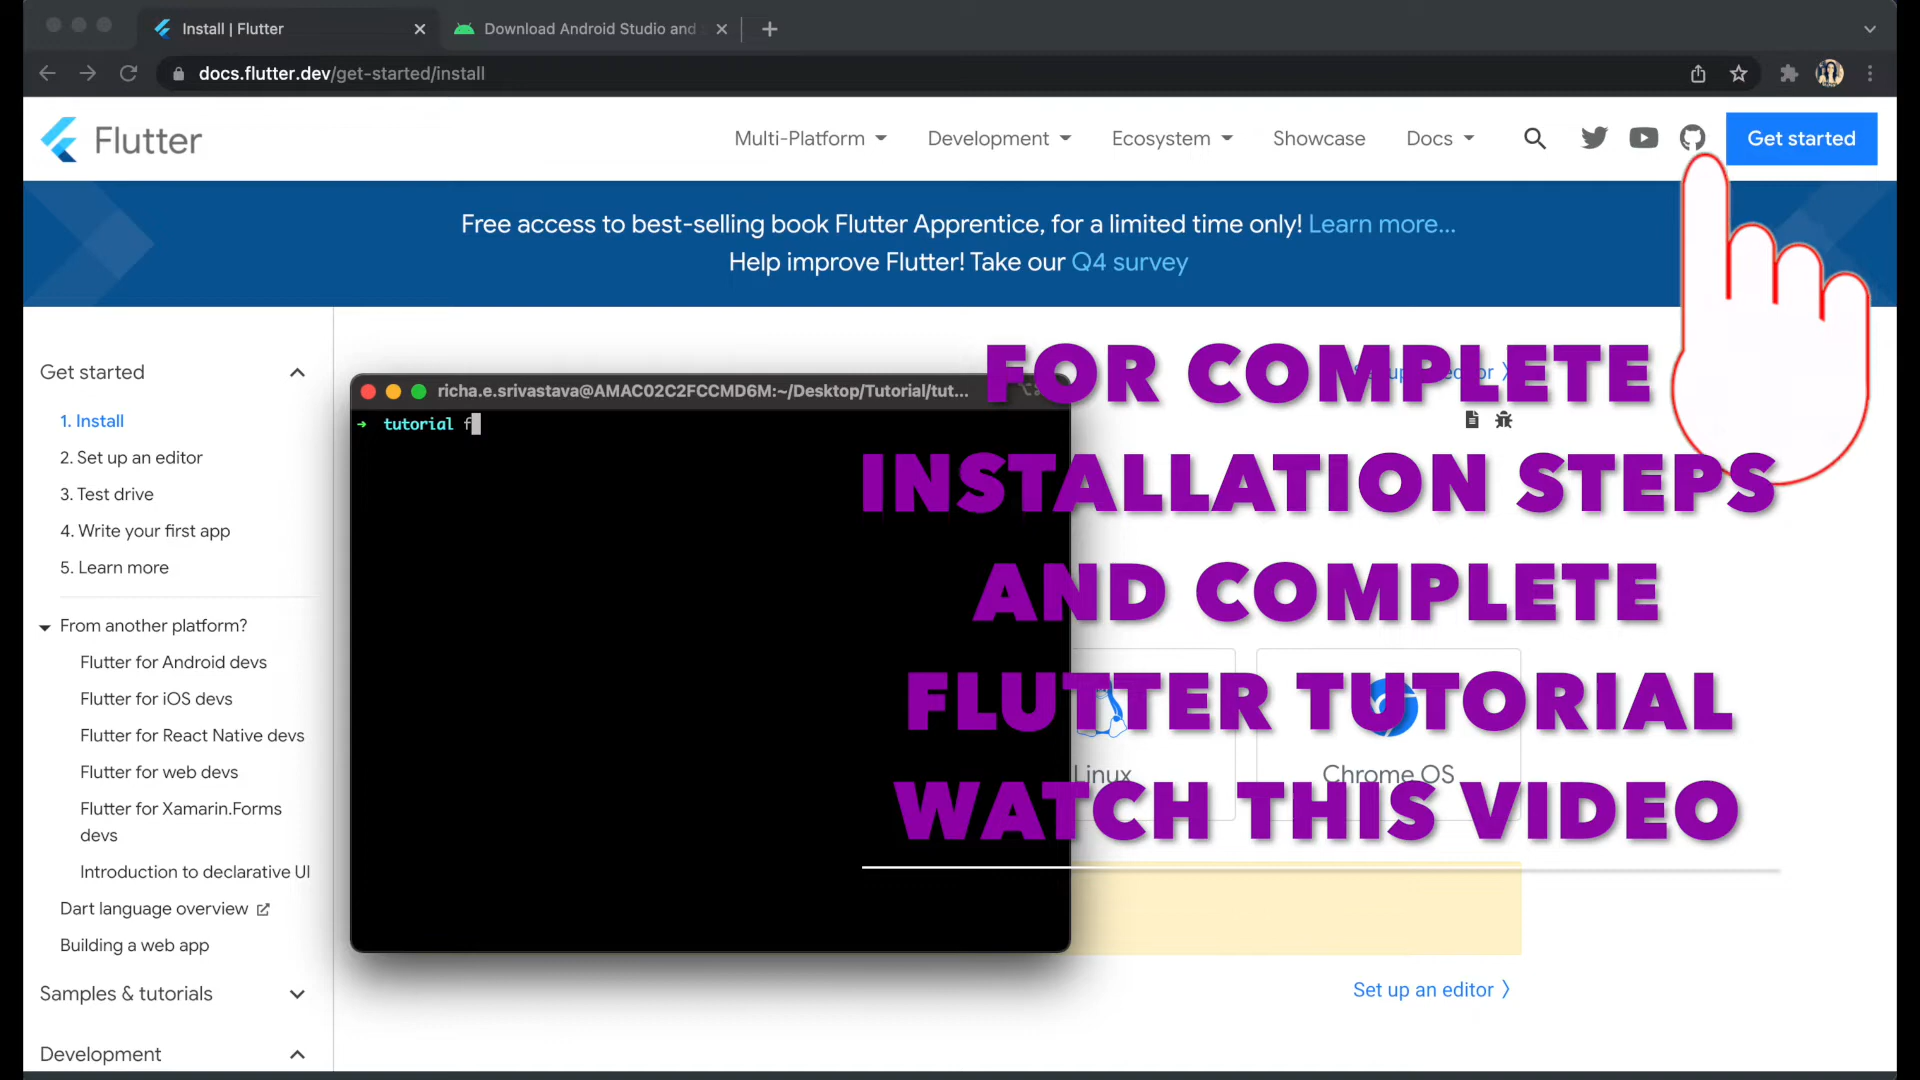 Install | Flutter
Download Android Studio and
docs.flutter.dev/get-started/install
Flutter
Multi-Platform
Development
Ecosystem
Showcase
Docs
Get started
Free access to best-selling book Flutter Apprentice, for a limited time only! Learn more...
Help improve Flutter! Take our Q4 survey
Get started
1. Install
2. Set up an editor
3. Test drive
4. Write your first app
5. Learn more
From another platform?
Flutter for Android devs
Flutter for iOS devs
Flutter for React Native devs
Flutter for web devs
Flutter for Xamarin.Forms
devs
Introduction to declarative UI
Dart language overview
Building a web app
Samples & tutorials
Development
richa.e.srivastava@AMAC02C2FCCMD6M:~/Desktop/Tutorial/tut...
→ tutorial f
FOR COMPLETE
INSTALLATION STEPS
AND COMPLETE
FLUTTER TUTORIAL
WATCH THIS VIDEO
Linux
Chrome OS
Set up an editor